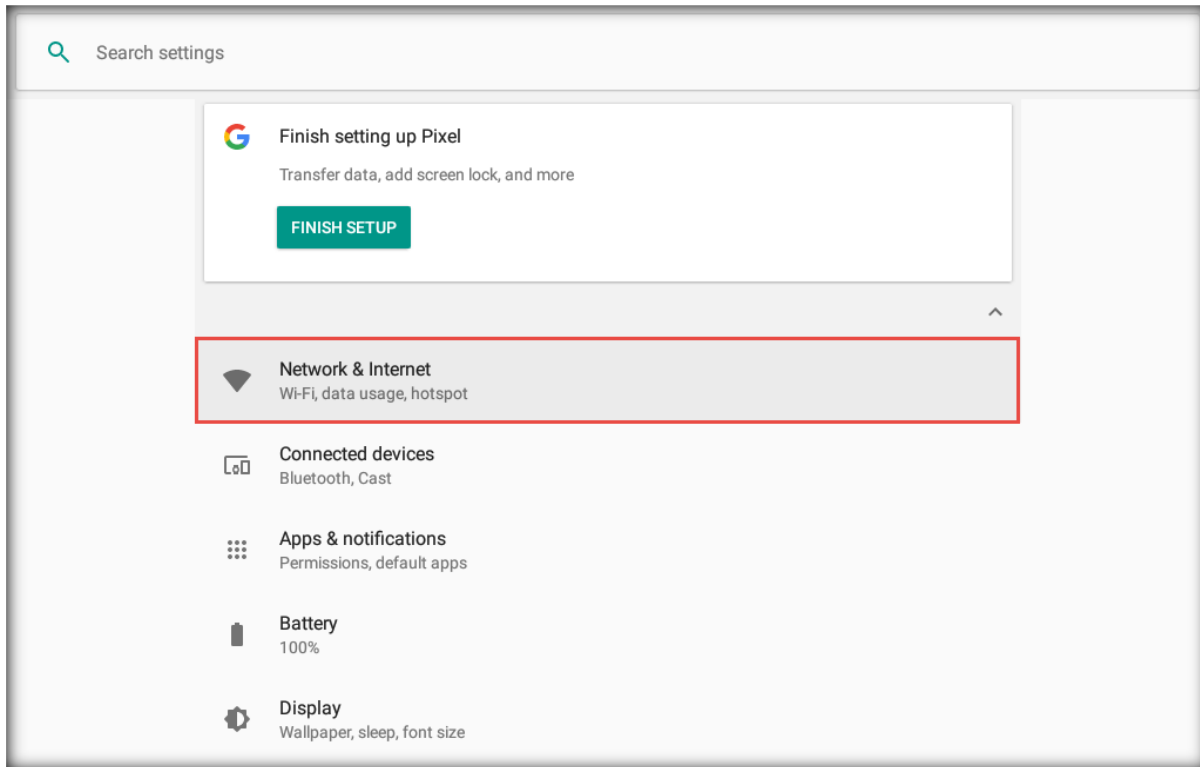 Search settings
Finish setting up Pixel
Transfer data, add screen lock, and more
FINISH SETUP
Network & Internet
Wi-Fi, data usage, hotspot
Connected devices
Bluetooth, Cast
Apps & notifications
Permissions, default apps
Battery
100%
Display
Wallpaper, sleep, font size